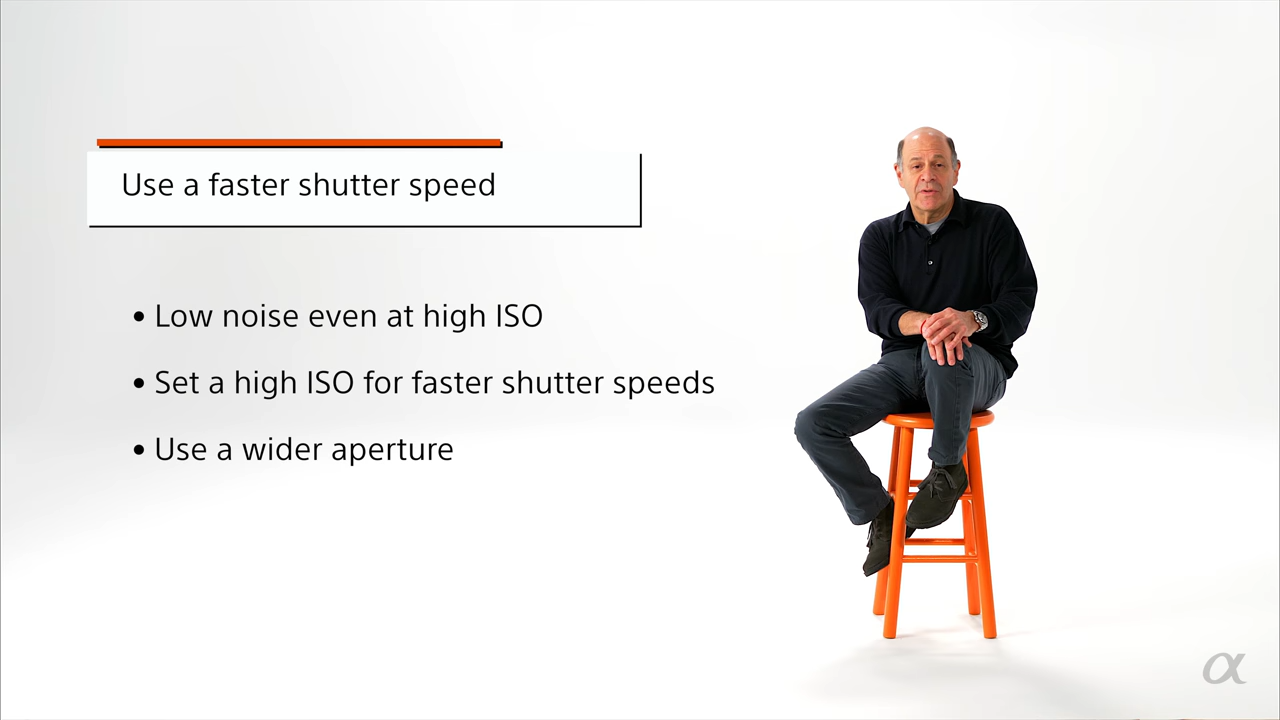 Use a faster shutter speed
• Low noise even at high ISO
• Set a high ISO for faster shutter speeds
• Use a wider aperture
α